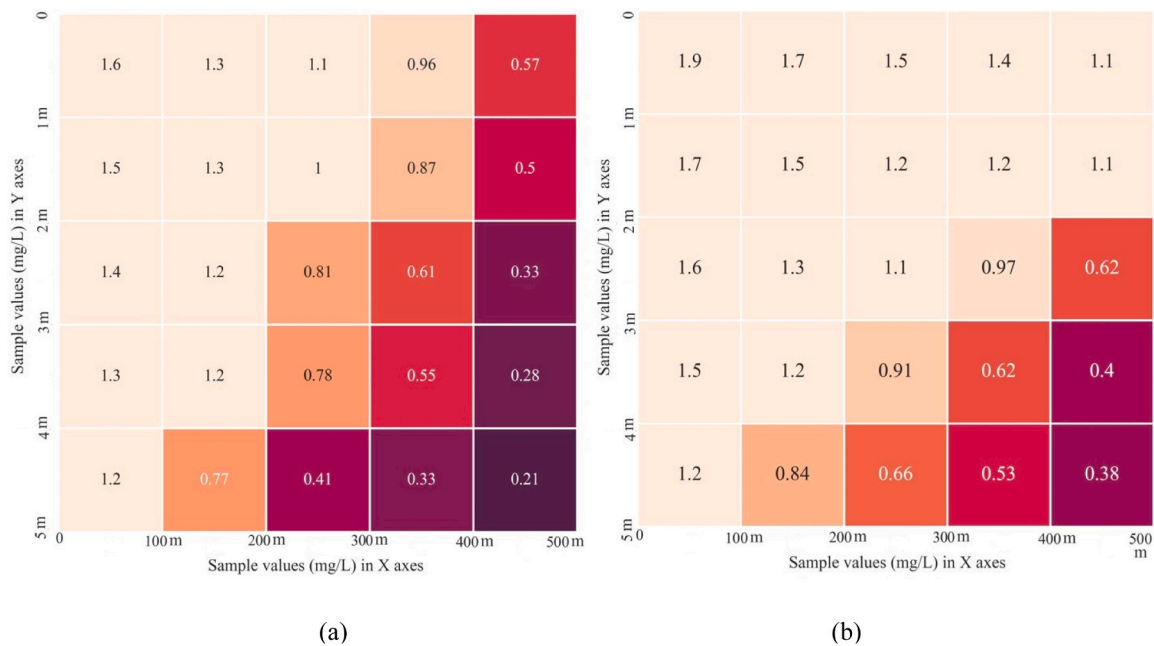 0
1.6 1.3 1.1 0.96 0.57
1 m
1.5 1.3 1 0.87 0.5
2 m
1.4 1.2 0.81 0.61 0.33
3 m
1.3 1.2 0.78 0.55 0.28
4 m
1.2 0.77 0.41 0.33 0.21
5 m
Sample values (mg/L) in Y axes
0 100 m 200 m 300 m 400 m 500 m
Sample values (mg/L) in X axes
(a)
0
1.9 1.7 1.5 1.4 1.1
1 m
1.7 1.5 1.2 1.2 1.1
2 m
1.6 1.3 1.1 0.97 0.62
3 m
1.5 1.2 0.91 0.62 0.4
4 m
1.2 0.84 0.66 0.53 0.38
5 m
Sample values (mg/L) in Y axes
0 100 m 200 m 300 m 400 m 500
m
Sample values (mg/L) in X axes
(b)